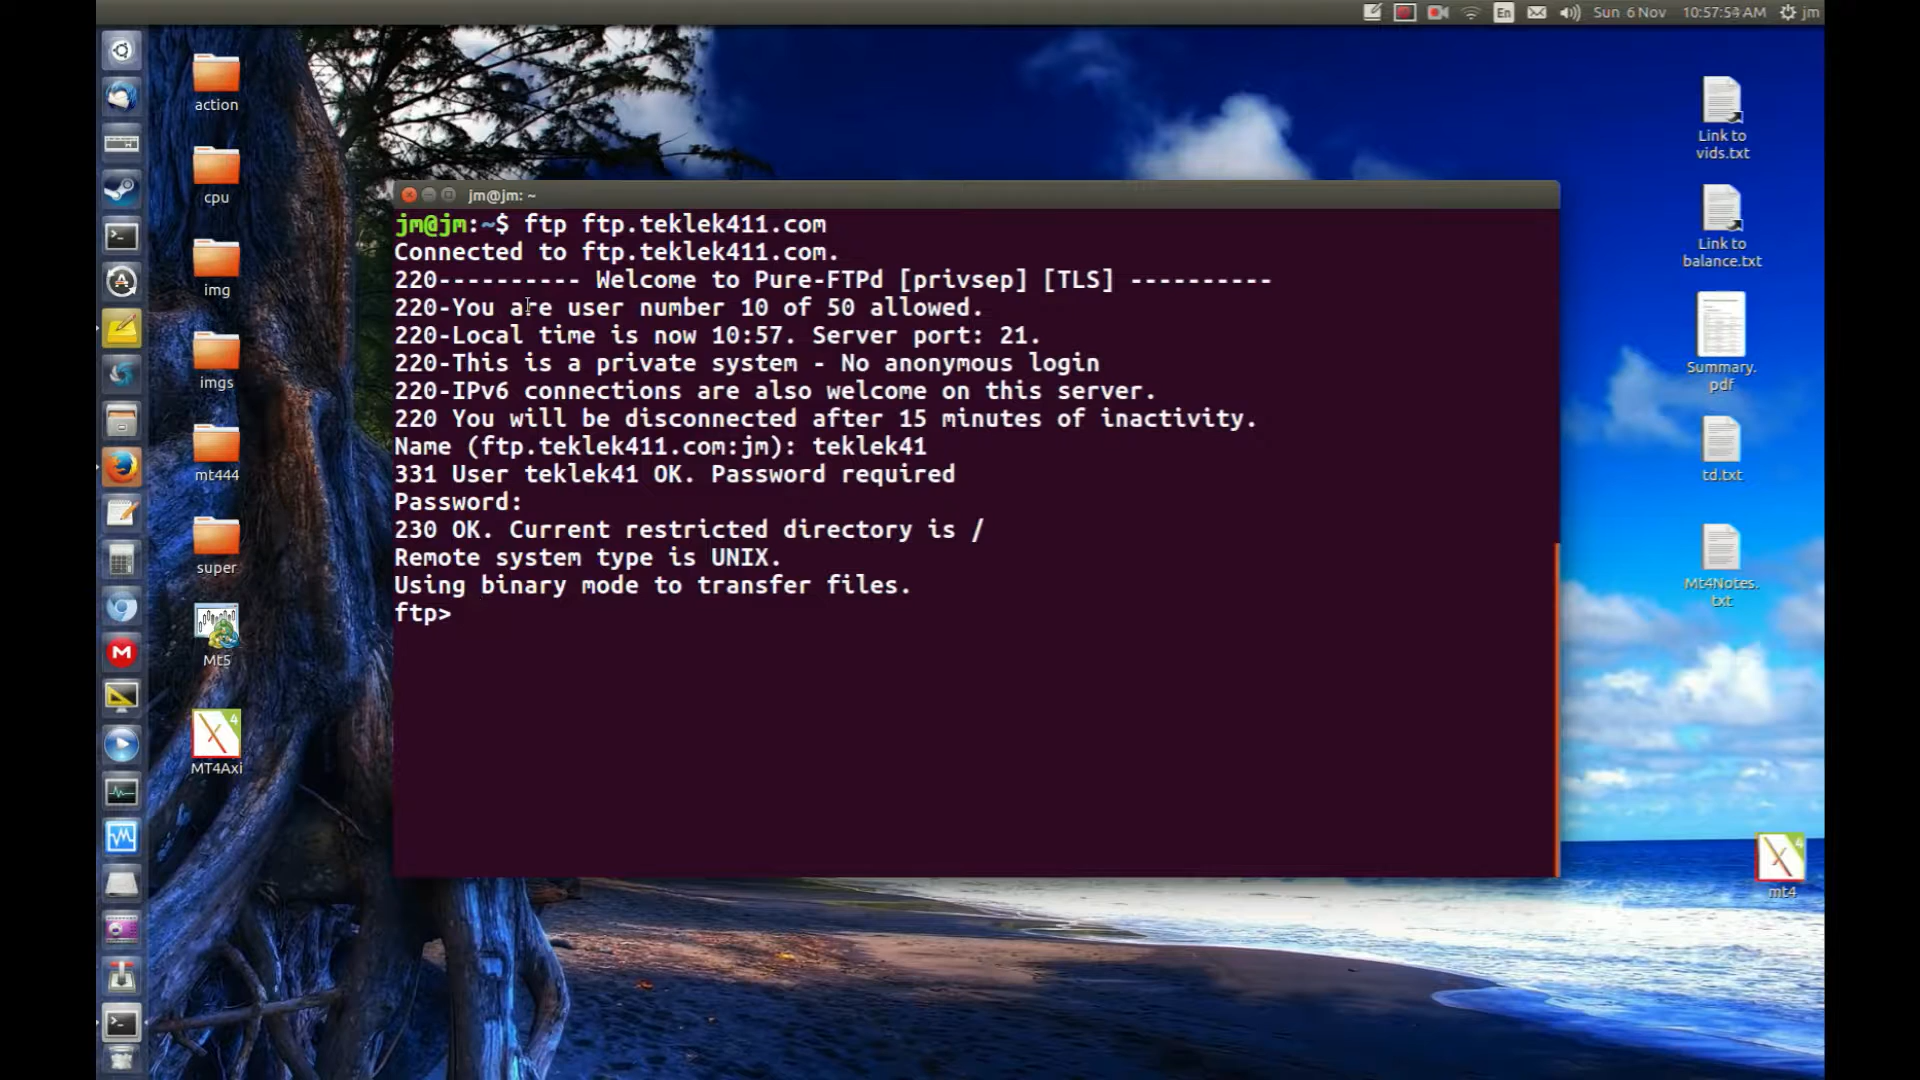 En
Sun 6 Nov
10:57:54 AM
jm
action
cpu
img
imgs
mt444
super
Mt5
MT4Axi
jm@jm: ~
jm@jm:~$ ftp ftp.teklek411.com
Connected to ftp.teklek411.com.
220---------- Welcome to Pure-FTPd [privsep] [TLS] ----------
220-You are user number 10 of 50 allowed.
220-Local time is now 10:57. Server port: 21.
220-This is a private system - No anonymous login
220-IPv6 connections are also welcome on this server.
220 You will be disconnected after 15 minutes of inactivity.
Name (ftp.teklek411.com:jm): teklek41
331 User teklek41 OK. Password required
Password:
230 OK. Current restricted directory is /
Remote system type is UNIX.
Using binary mode to transfer files.
ftp>
Link to
vids.txt
Link to
balance.txt
Summary.
pdf
td.txt
Mt4Notes.
txt
mt4